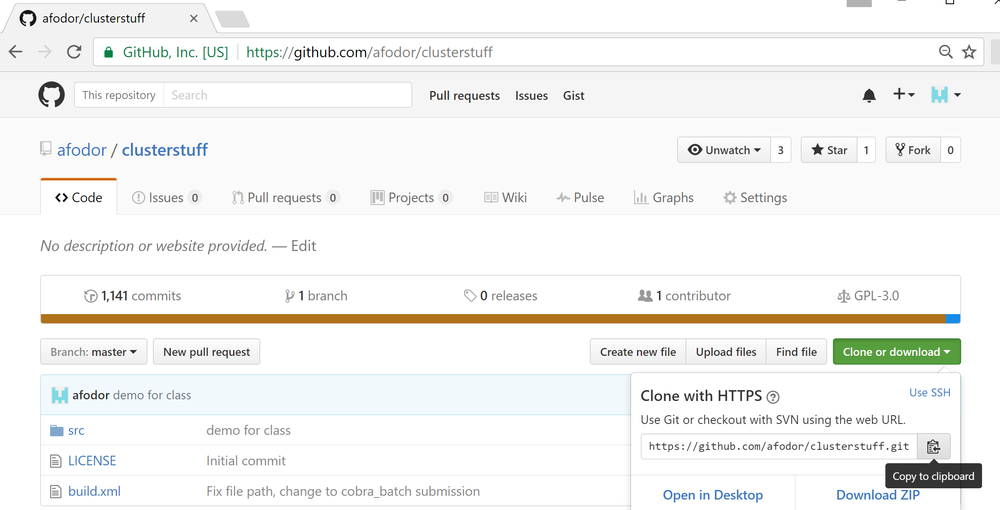 afodor/clusterstuff
GitHub, Inc. [US] https://github.com/afodor/clusterstuff
This repository Search Pull requests Issues Gist
afodor / clusterstuff Unwatch 3 Star 1 Fork 0
Code Issues 0 Pull requests 0 Projects 0 Wiki Pulse Graphs Settings
No description or website provided. — Edit
1,141 commits 1 branch 0 releases 1 contributor GPL-3.0
Branch: master New pull request Create new file Upload files Find file Clone or download
afodor demo for class
src demo for class
LICENSE Initial commit
build.xml Fix file path, change to cobra_batch submission
Clone with HTTPS ? Use SSH
Use Git or checkout with SVN using the web URL.
https://github.com/afodor/clusterstuff.git
Copy to clipboard
Open in Desktop Download ZIP